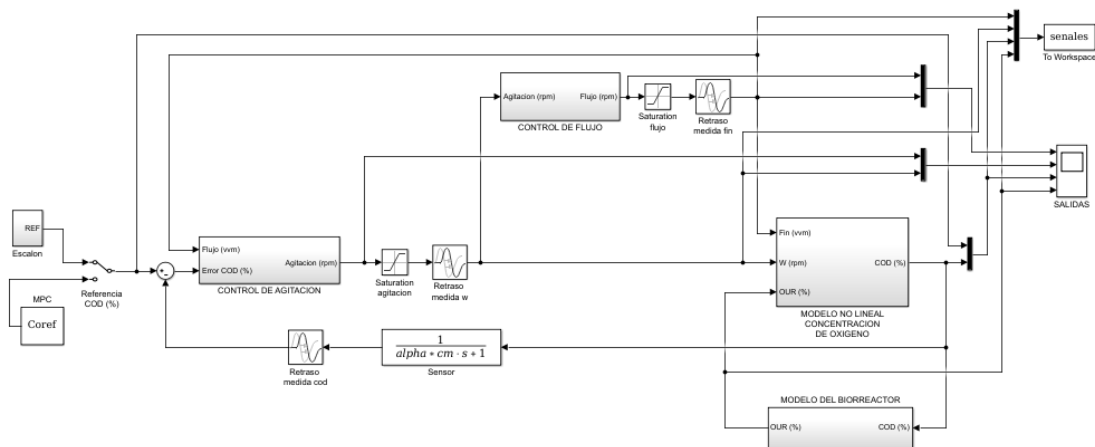 senales
To Workspace
Agitacion (rpm)
Flujo (rpm)
CONTROL DE FLUJO
Saturation
flujo
Retraso
medida fin
SALIDAS
REF
Escalon
Flujo (vvm)
Error COD (%)
Agitacion (rpm)
CONTROL DE AGITACION
Saturation
agitacion
Retraso
medida w
Fin (vvm)
W (rpm)
OUR (%)
COD (%)
MODELO NO LINEAL
CONCENTRACION
DE OXIGENO
Referencia
COD (%)
MPC
Coref
Retraso
medida cod
1
alpha*cm·s+1
Sensor
MODELO DEL BIORREACTOR
OUR (%)
COD (%)